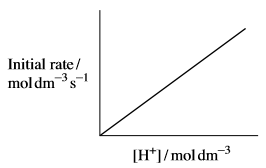 Initial rate /
mol dm⁻³ s⁻¹
[H⁺] / mol dm⁻³